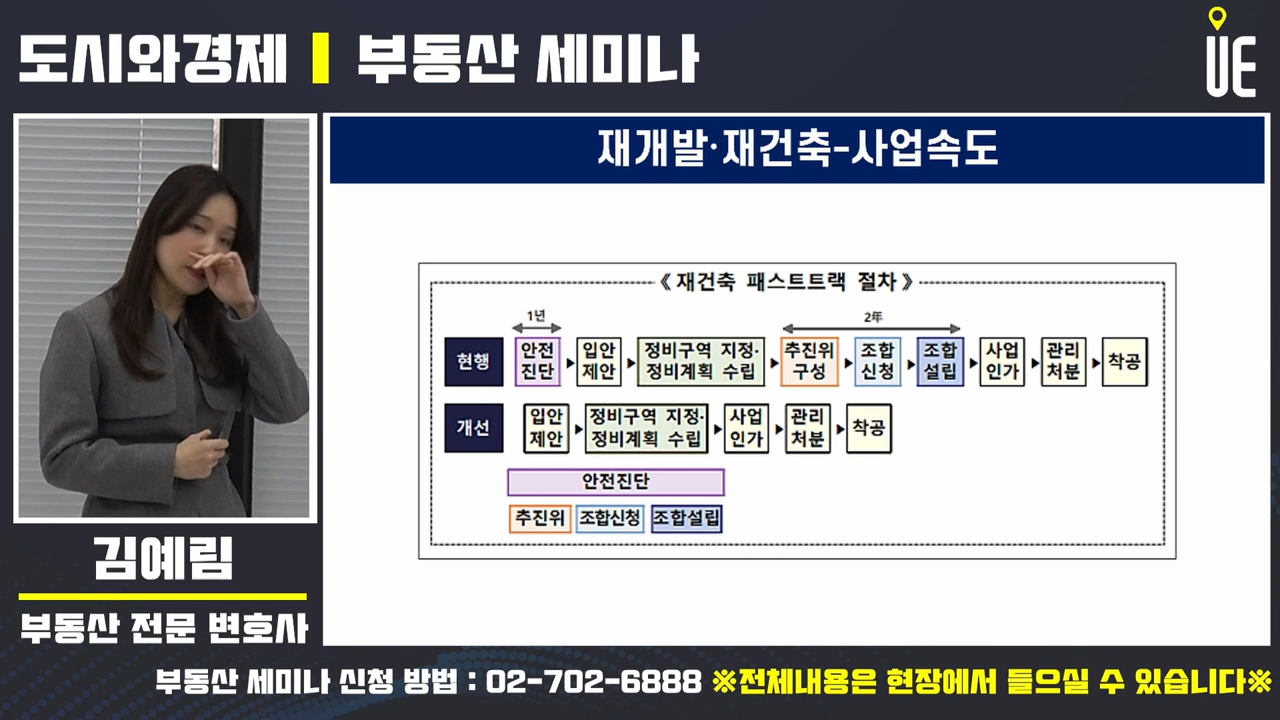 도시와경제 부동산 세미나
UE
재개발·재건축-사업속도
《 재건축 패스트트랙 절차 》
1년
2年
현행
안전
진단
입안
제안
정비구역 지정·
정비계획 수립
추진위
구성
조합
신청
조합
설립
사업
인가
관리
처분
착공
개선
입안
제안
정비구역 지정·
정비계획 수립
사업
인가
관리
처분
착공
안전진단
추진위
조합신청
조합설립
김예림
부동산 전문 변호사
부동산 세미나 신청 방법 : 02-702-6888 ※전체내용은 현장에서 들으실 수 있습니다※